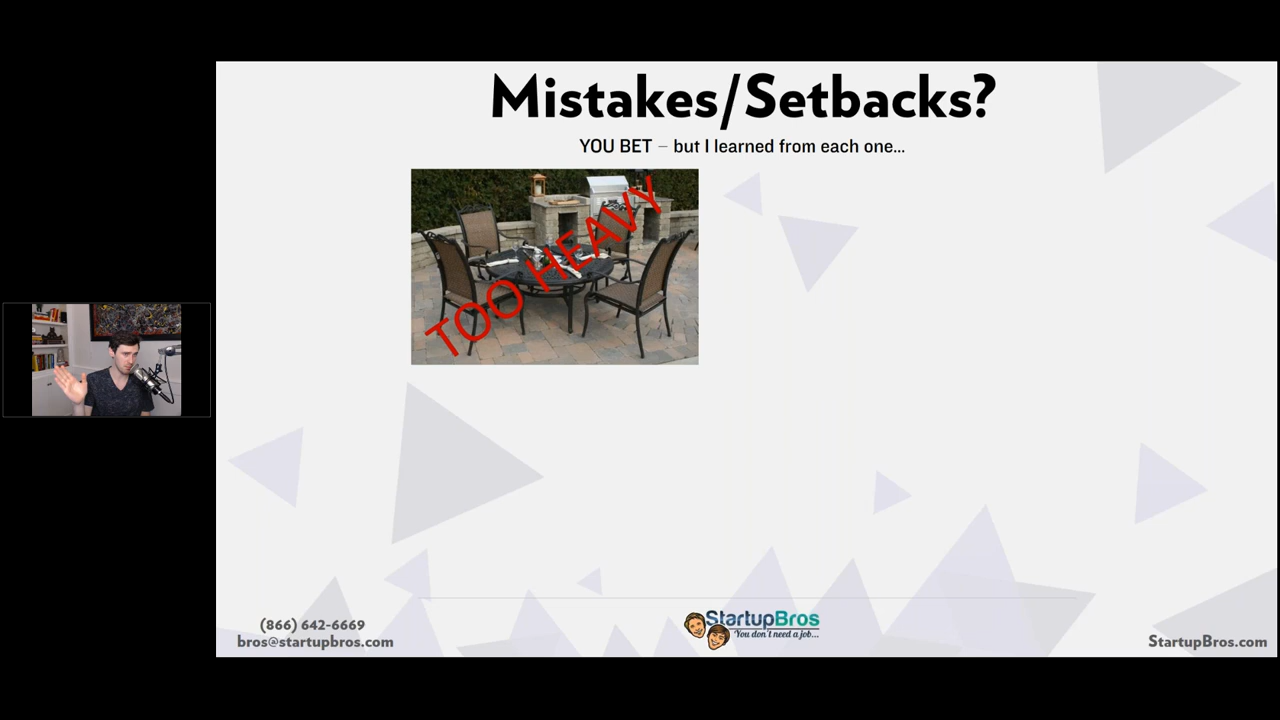 Mistakes/Setbacks?
YOU BET – but I learned from each one...
TOO HEAVY
(866) 642-6669
bros@startupbros.com
StartupBros
"You don't need a job...
StartupBros.com